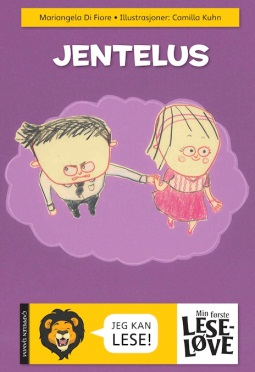 Mariangela Di Fiore • Illustrasjoner: Camilla Kuhn
JENTELUS
CAPPELEN DAMM
JEG KAN
LESE!
Min første
LESE-
LØVE